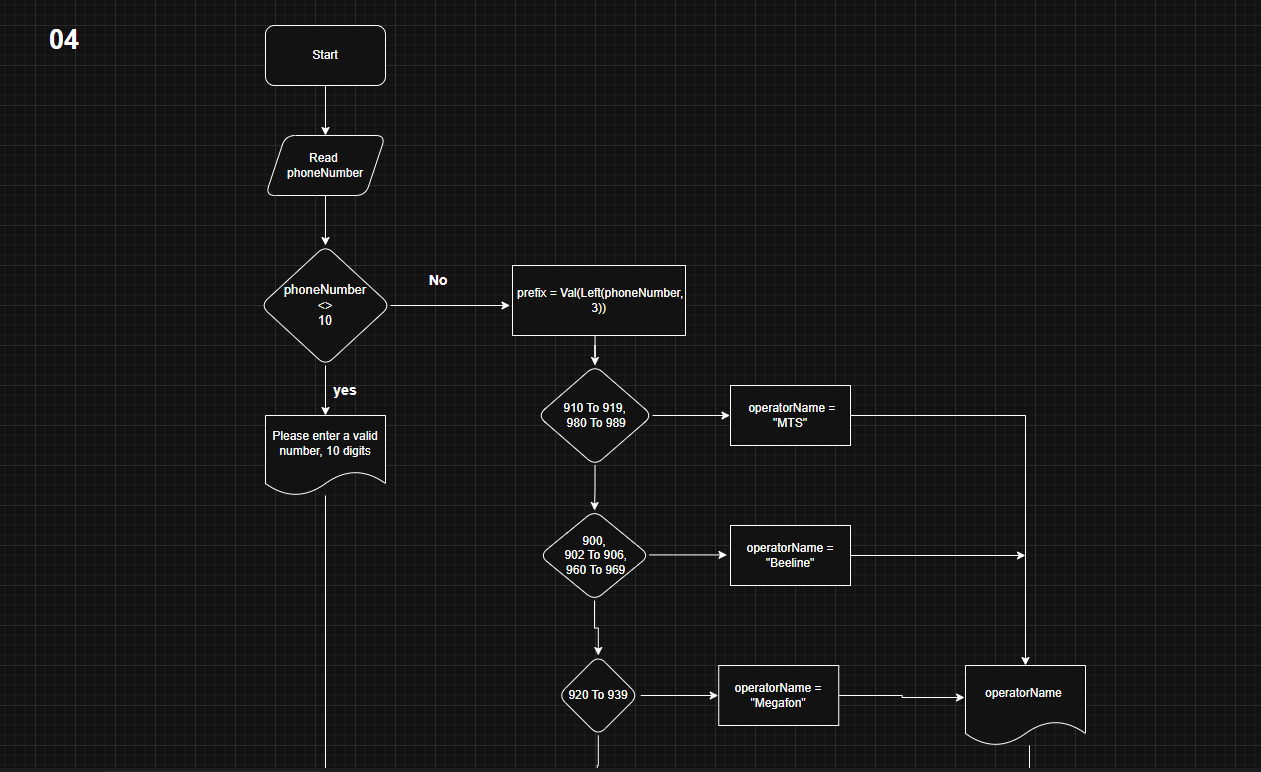 04
Start
Read
phoneNumber
phoneNumber
<>
10
No
prefix = Val(Left(phoneNumber,
3))
yes
Please enter a valid
number, 10 digits
910 To 919,
980 To 989
operatorName =
"MTS"
900,
902 To 906,
960 To 969
operatorName =
"Beeline"
920 To 939
operatorName =
"Megafon"
operatorName